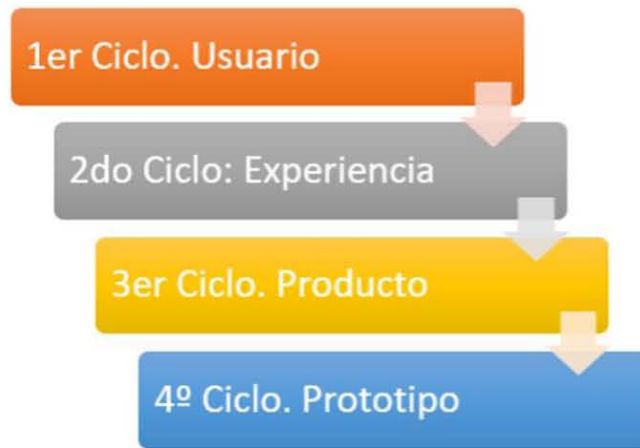 1er Ciclo. Usuario
2do Ciclo: Experiencia
3er Ciclo. Producto
4º Ciclo. Prototipo